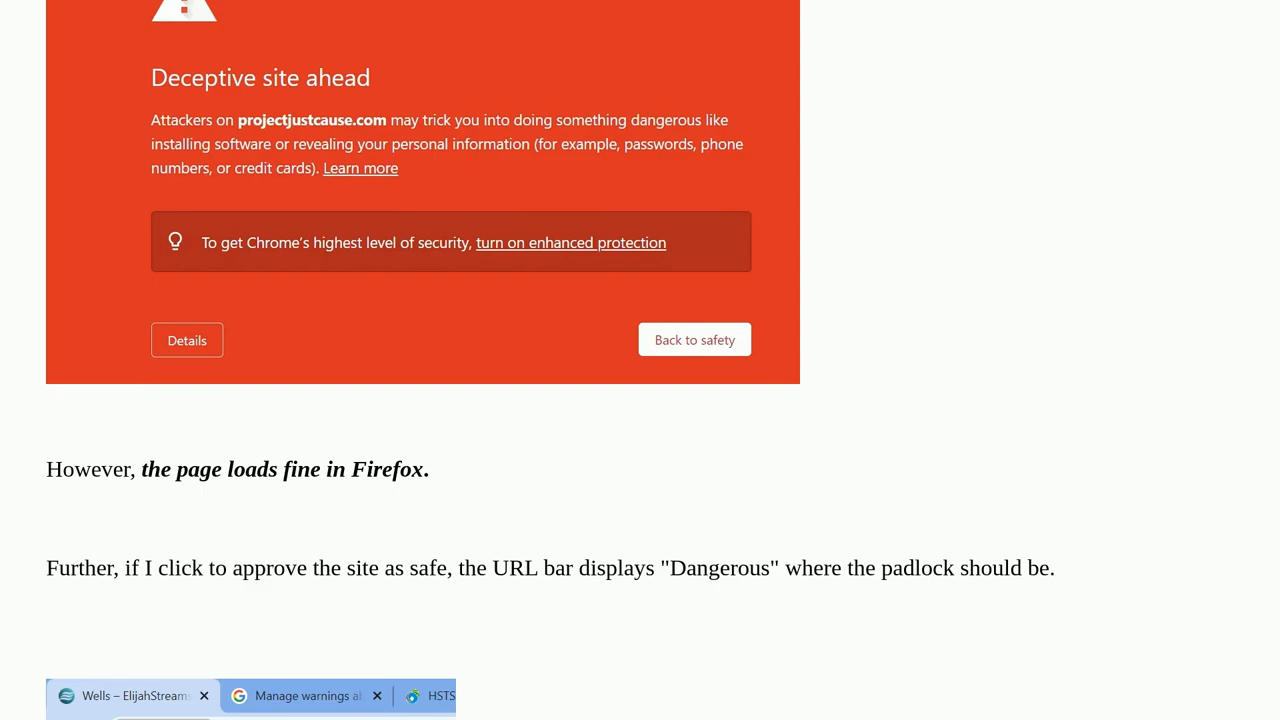 Deceptive site ahead
Attackers on projectjustcause.com may trick you into doing something dangerous like
installing software or revealing your personal information (for example, passwords, phone
numbers, or credit cards). Learn more
To get Chrome’s highest level of security, turn on enhanced protection
Details
Back to safety
However, the page loads fine in Firefox.
Further, if I click to approve the site as safe, the URL bar displays "Dangerous" where the padlock should be.
Wells – ElijahStreams
Manage warnings
HSTS